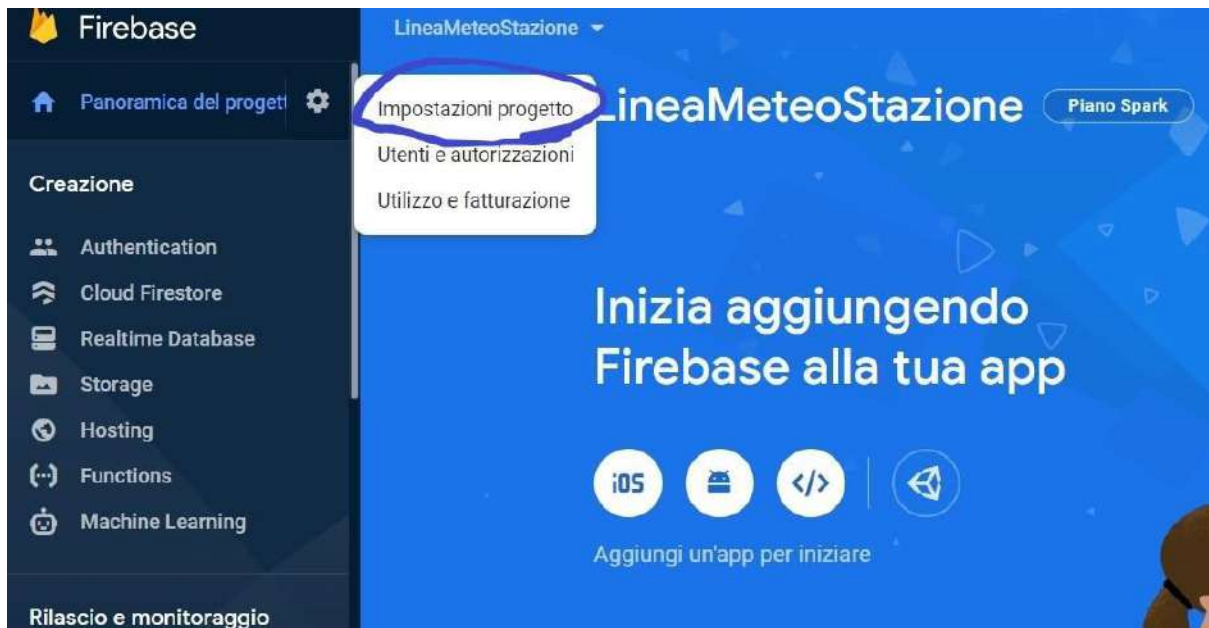 Firebase
Panoramica del proget
Creazione
Authentication
Cloud Firestore
Realtime Database
Storage
Hosting
Functions
Machine Learning
Rilascio e monitoraggio
LineaMeteoStazione
Impostazioni progetto
Utenti e autorizzazioni
Utilizzo e fatturazione
LineaMeteoStazione Piano Spark
Inizia aggiungendo
Firebase alla tua app
iOS
Aggiungi un'app per iniziare